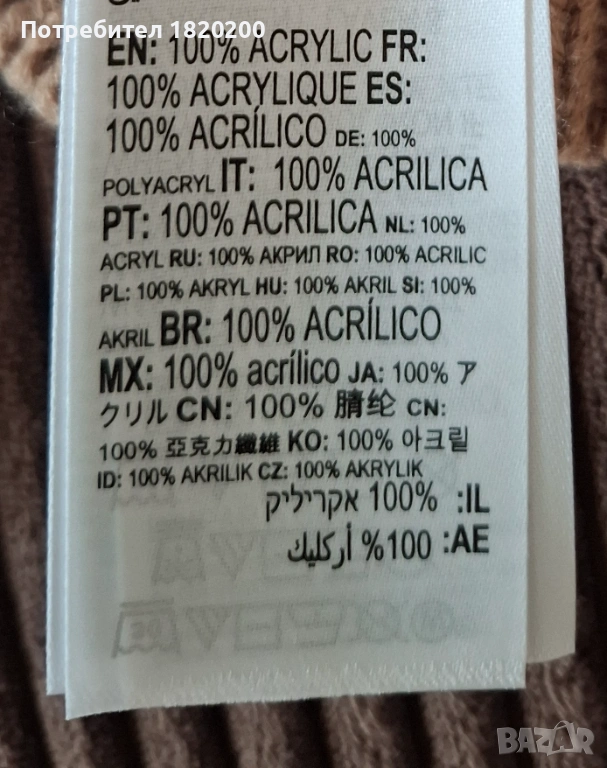 Потребител 1820200
EN: 100% ACRYLIC FR:
100% ACRYLIQUE ES:
100% ACRÍLICO DE: 100%
POLYACRYL IT: 100% ACRILICA
PT: 100% ACRILICA NL: 100%
ACRYL RU: 100% АКРИЛ RO: 100% ACRILIC
PL: 100% AKRYL HU: 100% AKRIL SI: 100%
AKRIL BR: 100% ACRÍLICO
MX: 100% acrílico JA: 100% ア
クリル CN: 100% 腈纶 CN:
100% 亞克力纖維 KO: 100% 아크릴
ID: 100% AKRILIK CZ: 100% AKRYLIK
IL: 100% אקריליק
AE: 100% أركليك
BAZAR